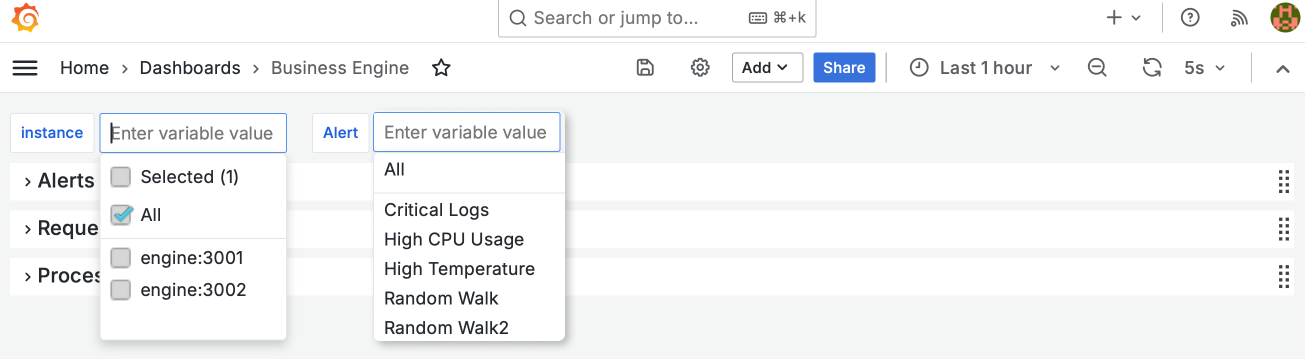 Search or jump to... ⌘+k
Home › Dashboards › Business Engine Add Share Last 1 hour 5s
instance Enter variable value Alert Enter variable value
Selected (1)
All
engine:3001
engine:3002
All
Critical Logs
High CPU Usage
High Temperature
Random Walk
Random Walk2
› Alerts
› Reque
› Proces